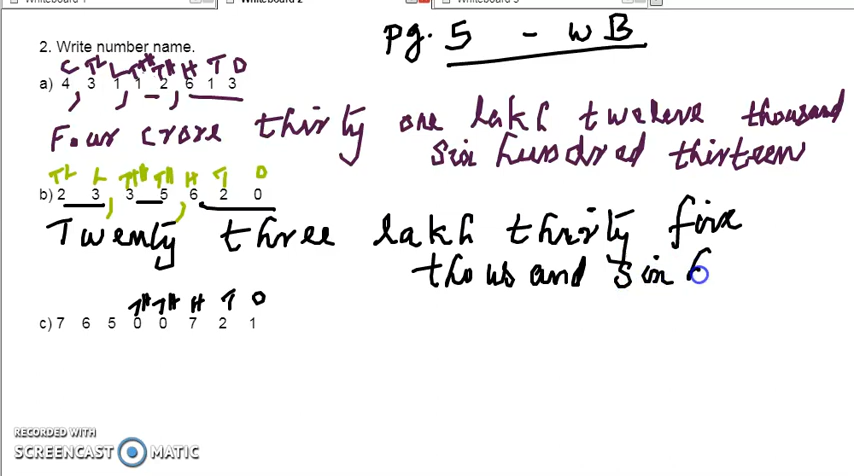 2. Write number name.
pg. 5 - WB
C TL L TTH TH H T O
a) 4 3 1 1 2 6 1 3
Four crore thirty one lakh twelve thousand
six hundred thirteen
TL L TTH TH H T O
b) 2 3 3 5 6 2 0
Twenty three lakh thirty five
thousand six
TTH TH H T O
c) 7 6 5 0 0 7 2 1
RECORDED WITH
SCREENCAST MATIC